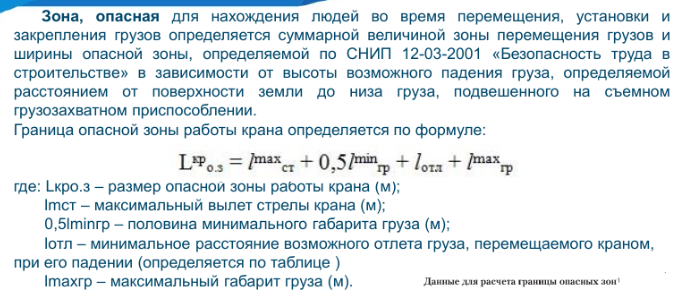 Зона, опасная для нахождения людей во время перемещения, установки и
закрепления грузов определяется суммарной величиной зоны перемещения грузов и
ширины опасной зоны, определяемой по СНИП 12-03-2001 «Безопасность труда в
строительстве» в зависимости от высоты возможного падения груза, определяемой
расстоянием от поверхности земли до низа груза, подвешенного на съемном
грузозахватном приспособлении.
Граница опасной зоны работы крана определяется по формуле:
Lкро.з = lmaxст + 0,5lminгр + lотл + lmaxгр
где: Lкро.з – размер опасной зоны работы крана (м);
lmст – максимальный вылет стрелы крана (м);
0,5lminгр – половина минимального габарита груза (м);
lотл – минимальное расстояние возможного отлета груза, перемещаемого краном,
при его падении (определяется по таблице )
lmaxгр – максимальный габарит груза (м).
Данные для расчета границы опасных зон1